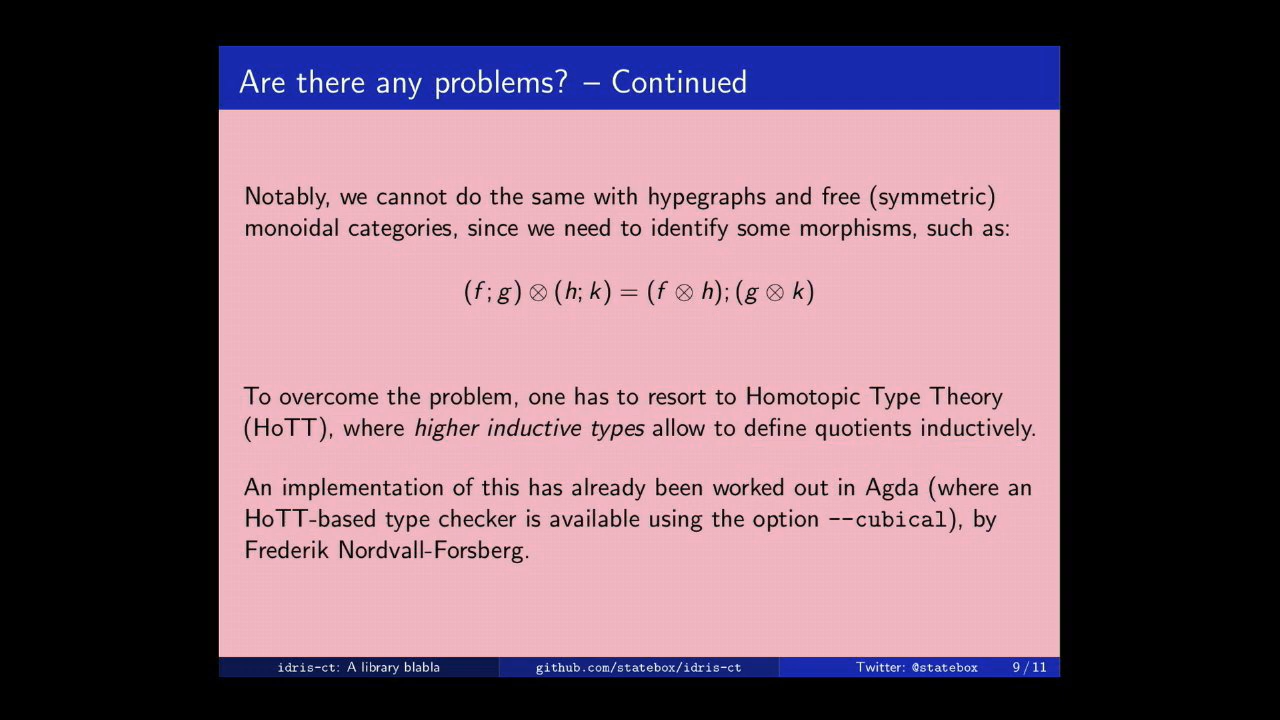 Are there any problems? – Continued
Notably, we cannot do the same with hypegraphs and free (symmetric)
monoidal categories, since we need to identify some morphisms, such as:
(f; g) ⊗ (h; k) = (f ⊗ h); (g ⊗ k)
To overcome the problem, one has to resort to Homotopic Type Theory
(HoTT), where higher inductive types allow to define quotients inductively.
An implementation of this has already been worked out in Agda (where an
HoTT-based type checker is available using the option --cubical), by
Frederik Nordvall-Forsberg.
idris-ct: A library blabla github.com/statebox/idris-ct Twitter: @statebox 9 / 11